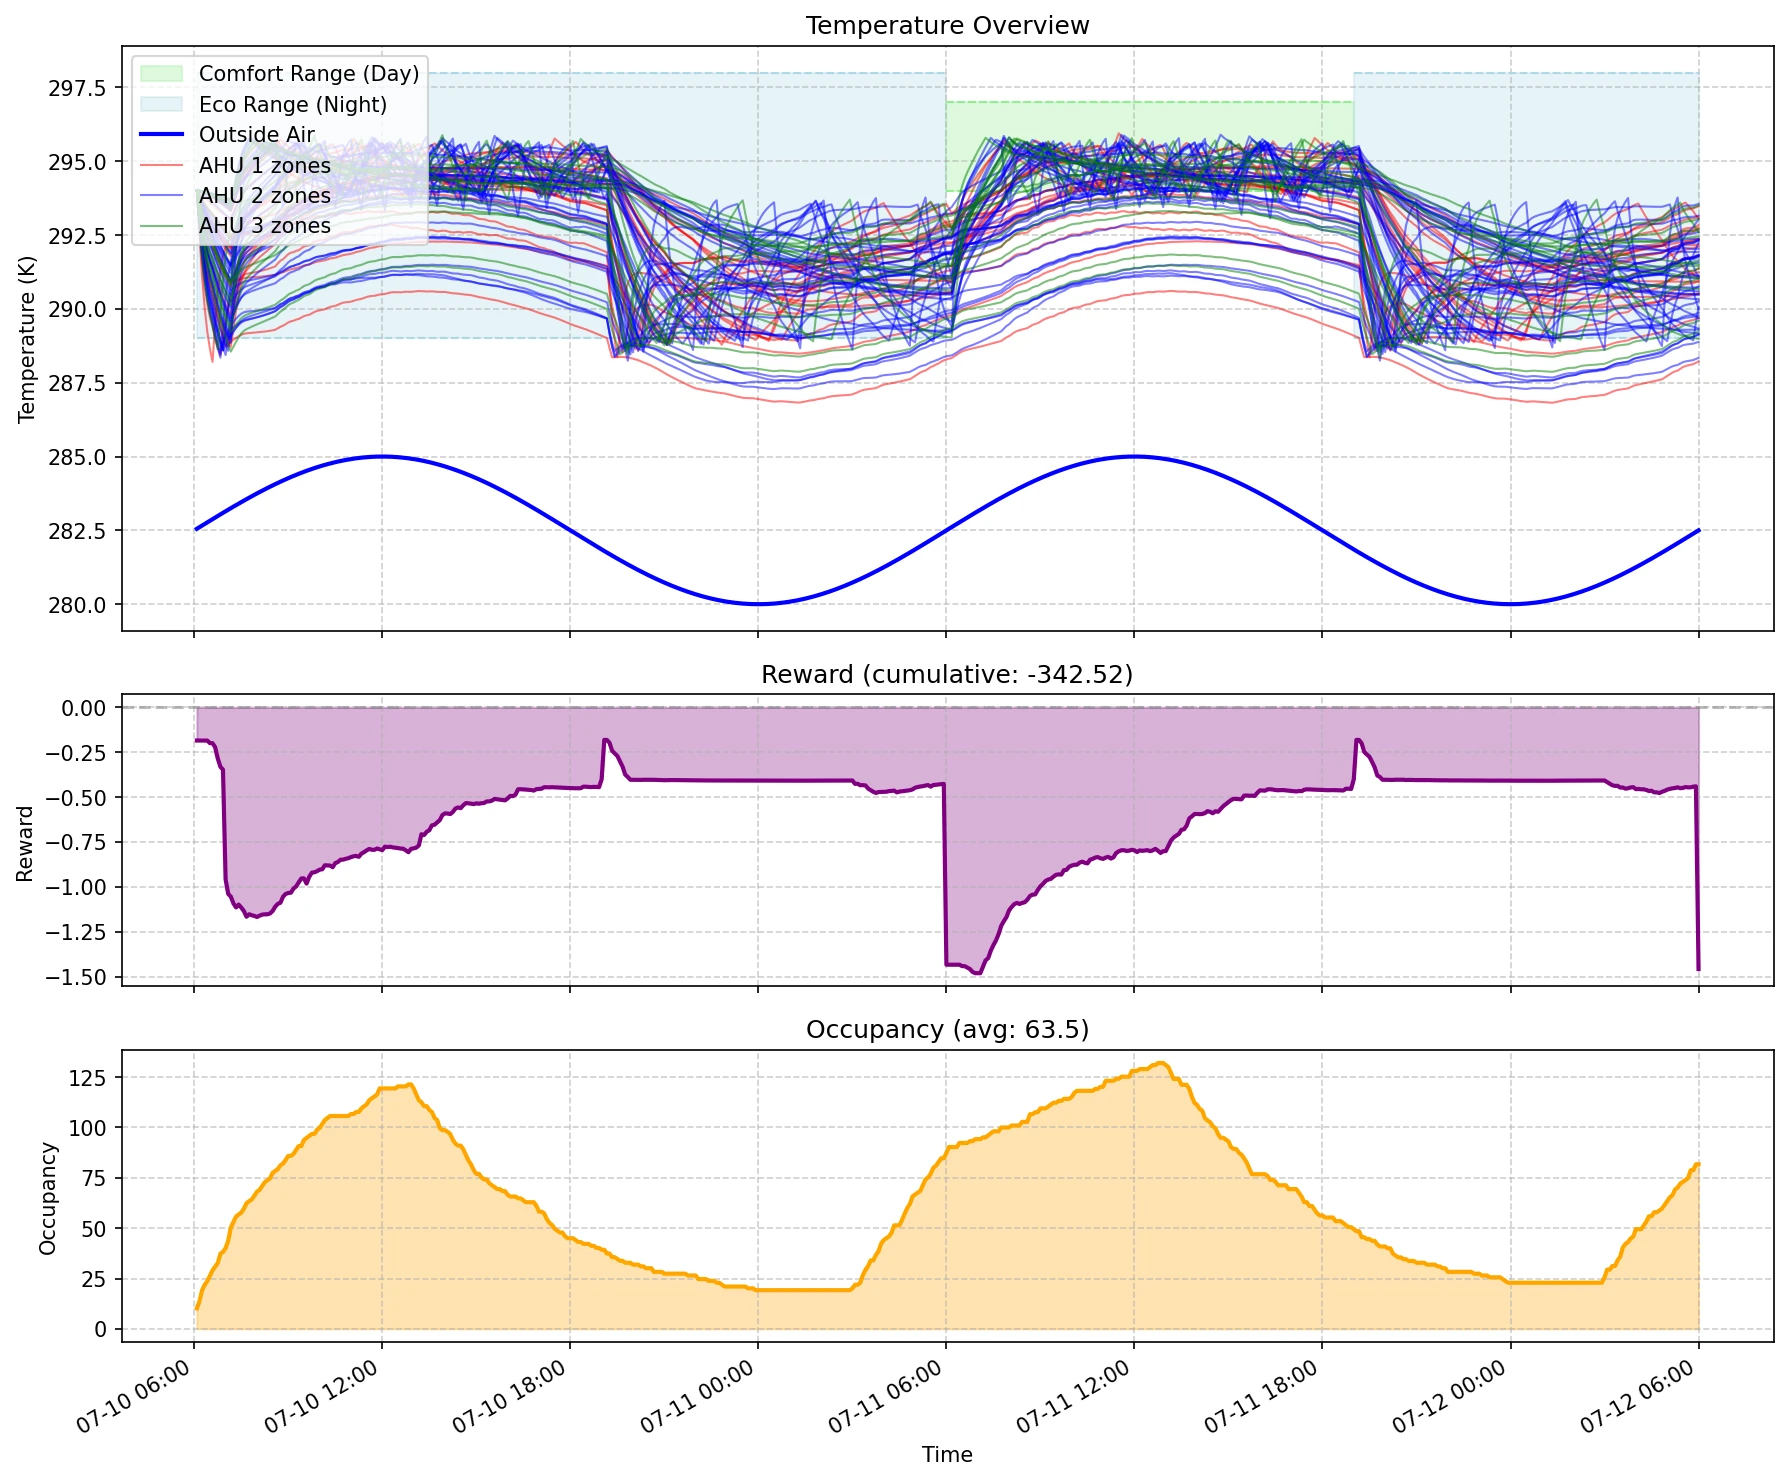 Temperature Overview
Comfort Range (Day)
Eco Range (Night)
Outside Air
AHU 1 zones
AHU 2 zones
AHU 3 zones
Temperature (K)
297.5
295.0
292.5
290.0
287.5
285.0
282.5
280.0
Reward (cumulative: -342.52)
Reward
0.00
−0.25
−0.50
−0.75
−1.00
−1.25
−1.50
Occupancy (avg: 63.5)
Occupancy
125
100
75
50
25
0
07-10 06:00
07-10 12:00
07-10 18:00
07-11 00:00
07-11 06:00
07-11 12:00
07-11 18:00
07-12 00:00
07-12 06:00
Time